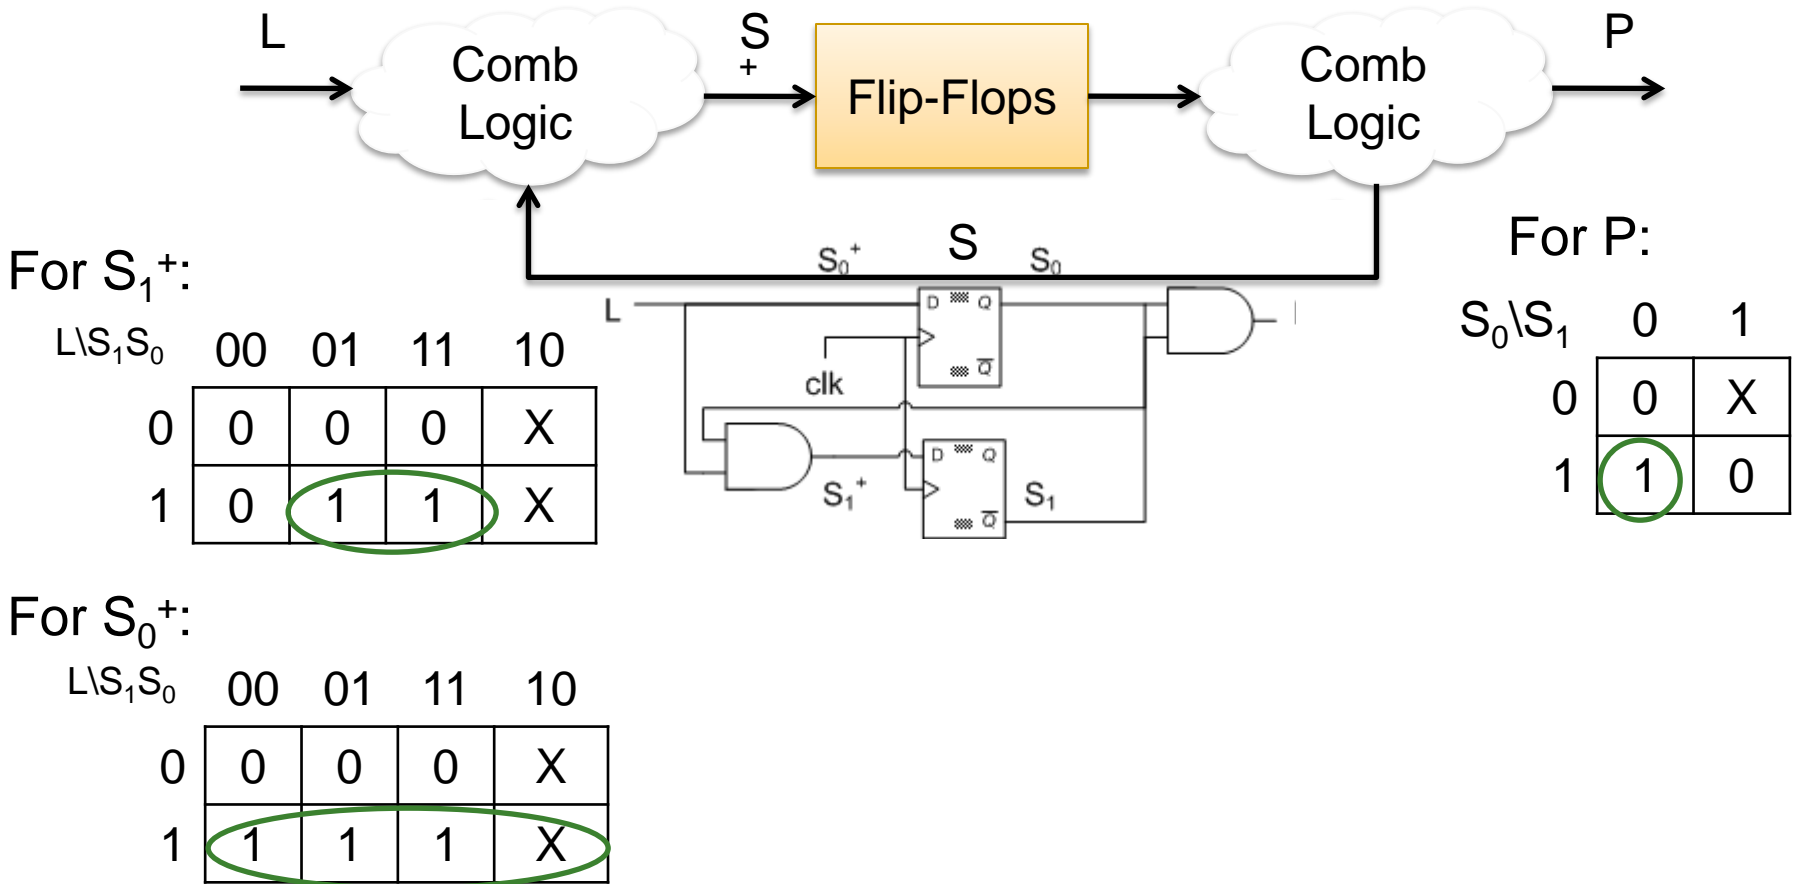 L
S
+
P
Comb
Logic
Flip-Flops
Comb
Logic
S
For S₁⁺:
L\S₁S₀ 00 01 11 10
0 0 0 0 X
1 0 1 1 X
S₀⁺ S₀
L
D Q
Q̅
clk
D Q
Q̅
S₁⁺ S₁
For P:
S₀\S₁ 0 1
0 0 X
1 1 0
For S₀⁺:
L\S₁S₀ 00 01 11 10
0 0 0 0 X
1 1 1 1 X